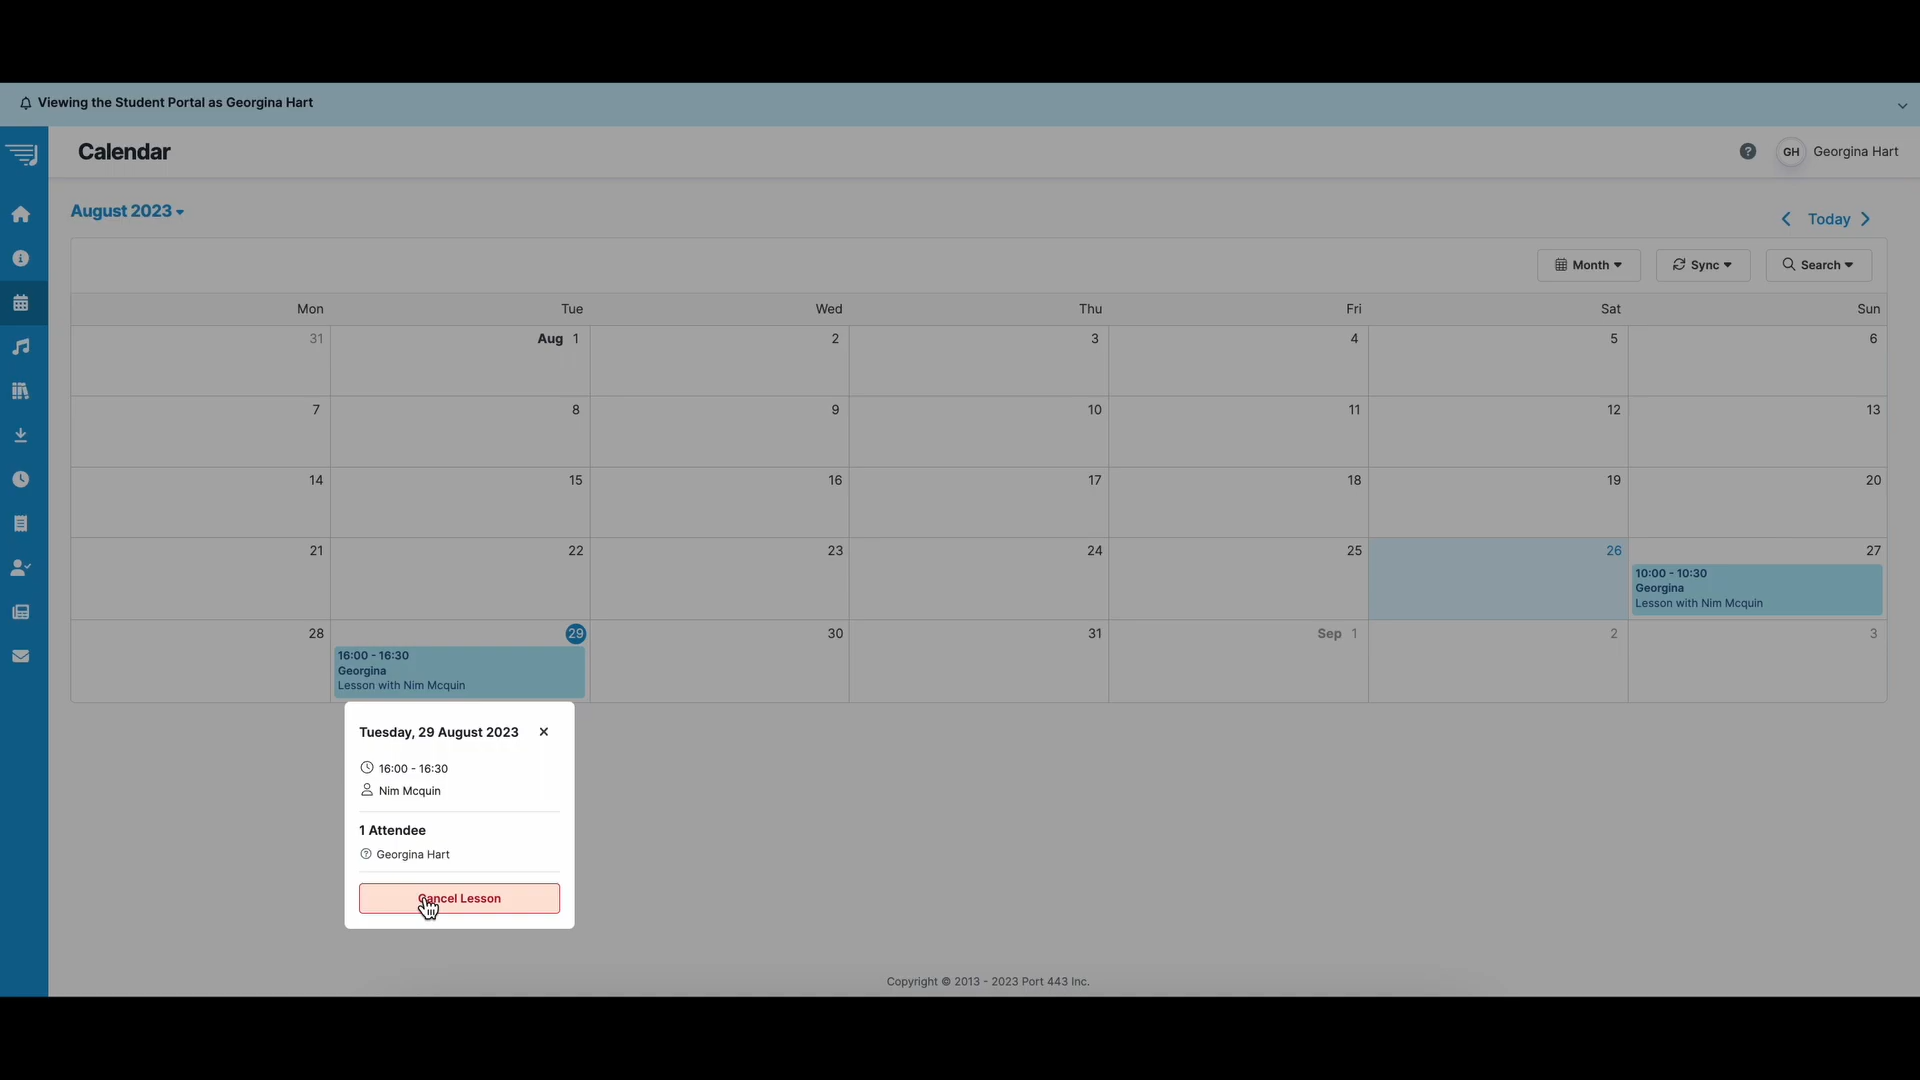 Viewing the Student Portal as Georgina Hart
Calendar
? GH Georgina Hart
August 2023
Today
Month Sync Search
Mon Tue Wed Thu Fri Sat Sun
31 Aug 1 2 3 4 5 6
7 8 9 10 11 12 13
14 15 16 17 18 19 20
21 22 23 24 25 26 27
10:00 - 10:30
Georgina
Lesson with Nim Mcquin
28 29 30 31 Sep 1 2 3
16:00 - 16:30
Georgina
Lesson with Nim Mcquin
Tuesday, 29 August 2023
16:00 - 16:30
Nim Mcquin
1 Attendee
Georgina Hart
Cancel Lesson
Copyright © 2013 - 2023 Port 443 Inc.